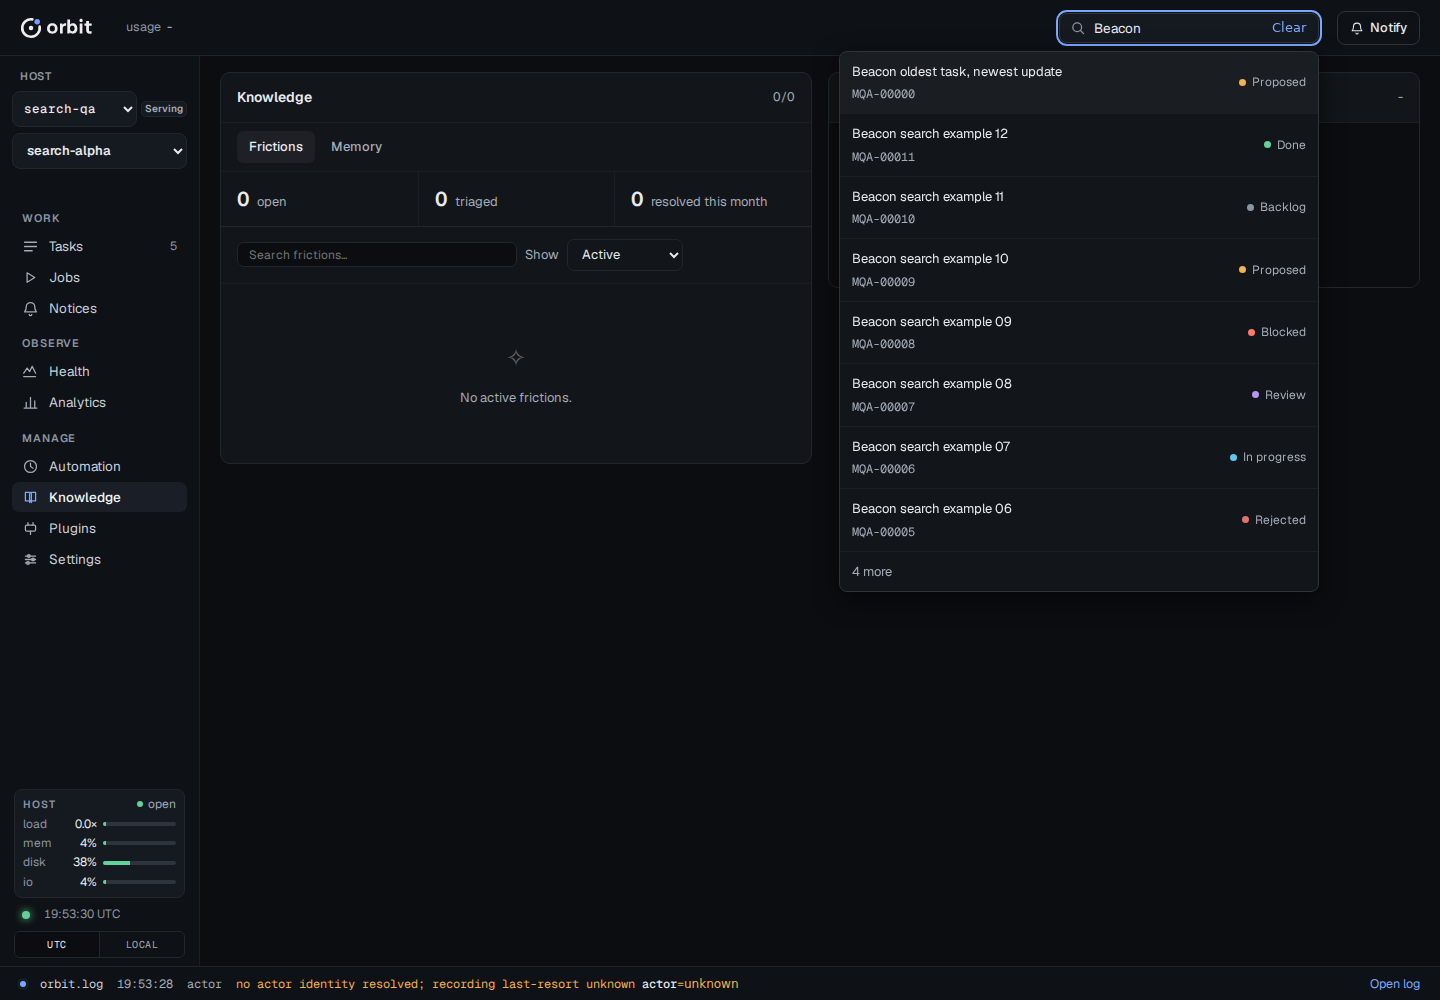 orbit
usage -
Beacon
Clear
Notify
HOST
search-qa
Serving
search-alpha
WORK
Tasks 5
Jobs
Notices
OBSERVE
Health
Analytics
MANAGE
Automation
Knowledge
Plugins
Settings
HOST open
load 0.0×
mem 4%
disk 38%
io 4%
19:53:30 UTC
UTC LOCAL
Knowledge 0/0
Frictions Memory
0 open 0 triaged 0 resolved this month
Search frictions… Show Active
No active frictions.
-
Beacon oldest task, newest update
MQA-00000
Proposed
Beacon search example 12
MQA-00011
Done
Beacon search example 11
MQA-00010
Backlog
Beacon search example 10
MQA-00009
Proposed
Beacon search example 09
MQA-00008
Blocked
Beacon search example 08
MQA-00007
Review
Beacon search example 07
MQA-00006
In progress
Beacon search example 06
MQA-00005
Rejected
4 more
orbit.log 19:53:28 actor no actor identity resolved; recording last-resort unknown actor=unknown Open log